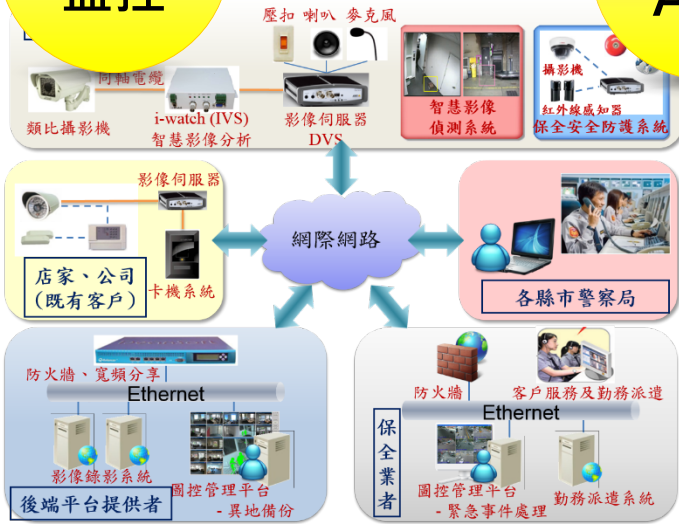 監控
壓扣 喇叭 麥克風
同軸電纜
類比攝影機
i-watch (IVS)
智慧影像分析
影像伺服器
DVS
智慧影像
偵測系統
攝影機
紅外線感知器
保全安全防護系統
影像伺服器
店家、公司
(既有客戶)
卡機系統
網際網路
各縣市警察局
防火牆、寬頻分享
Ethernet
影像錄影系統
圖控管理平台
- 異地備份
後端平台提供者
防火牆
客戶服務及勤務派遣
Ethernet
保全業者
圖控管理平台
- 緊急事件處理
勤務派遣系統